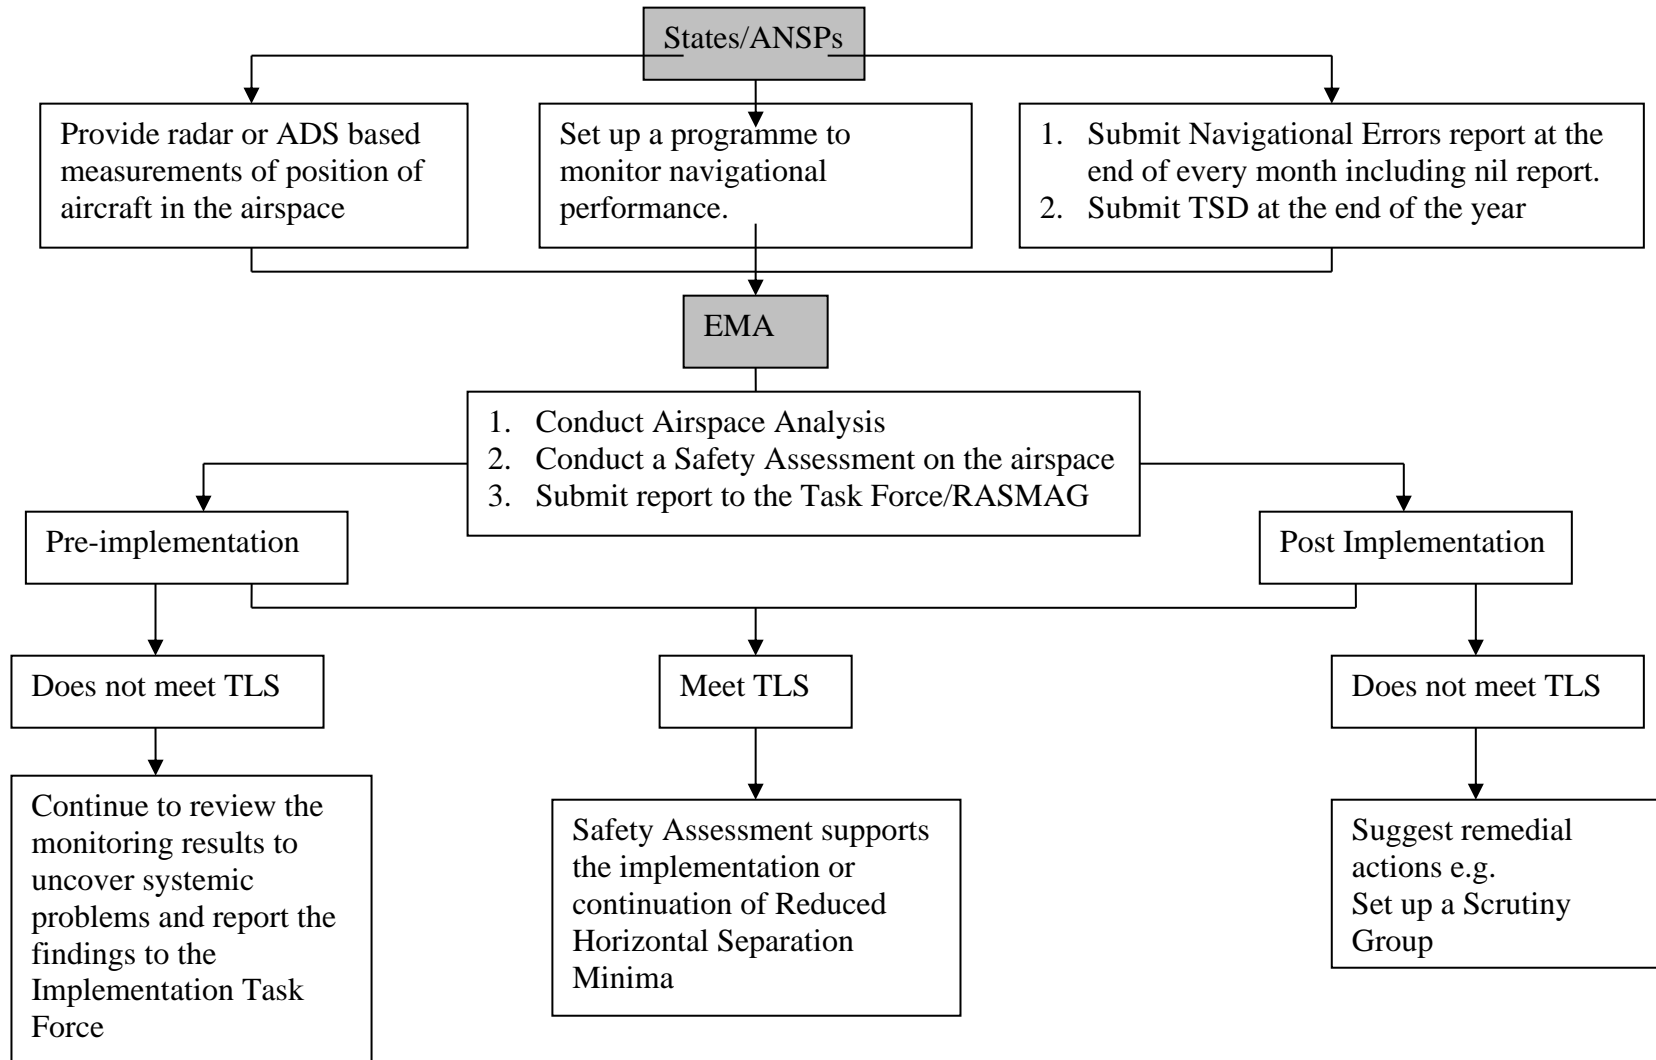 States/ANSPs
Provide radar or ADS based
measurements of position of
aircraft in the airspace
Set up a programme to
monitor navigational
performance.
1. Submit Navigational Errors report at the
end of every month including nil report.
2. Submit TSD at the end of the year
EMA
1. Conduct Airspace Analysis
2. Conduct a Safety Assessment on the airspace
3. Submit report to the Task Force/RASMAG
Pre-implementation
Post Implementation
Does not meet TLS
Meet TLS
Does not meet TLS
Continue to review the
monitoring results to
uncover systemic
problems and report the
findings to the
Implementation Task
Force
Safety Assessment supports
the implementation or
continuation of Reduced
Horizontal Separation
Minima
Suggest remedial
actions e.g.
Set up a Scrutiny
Group